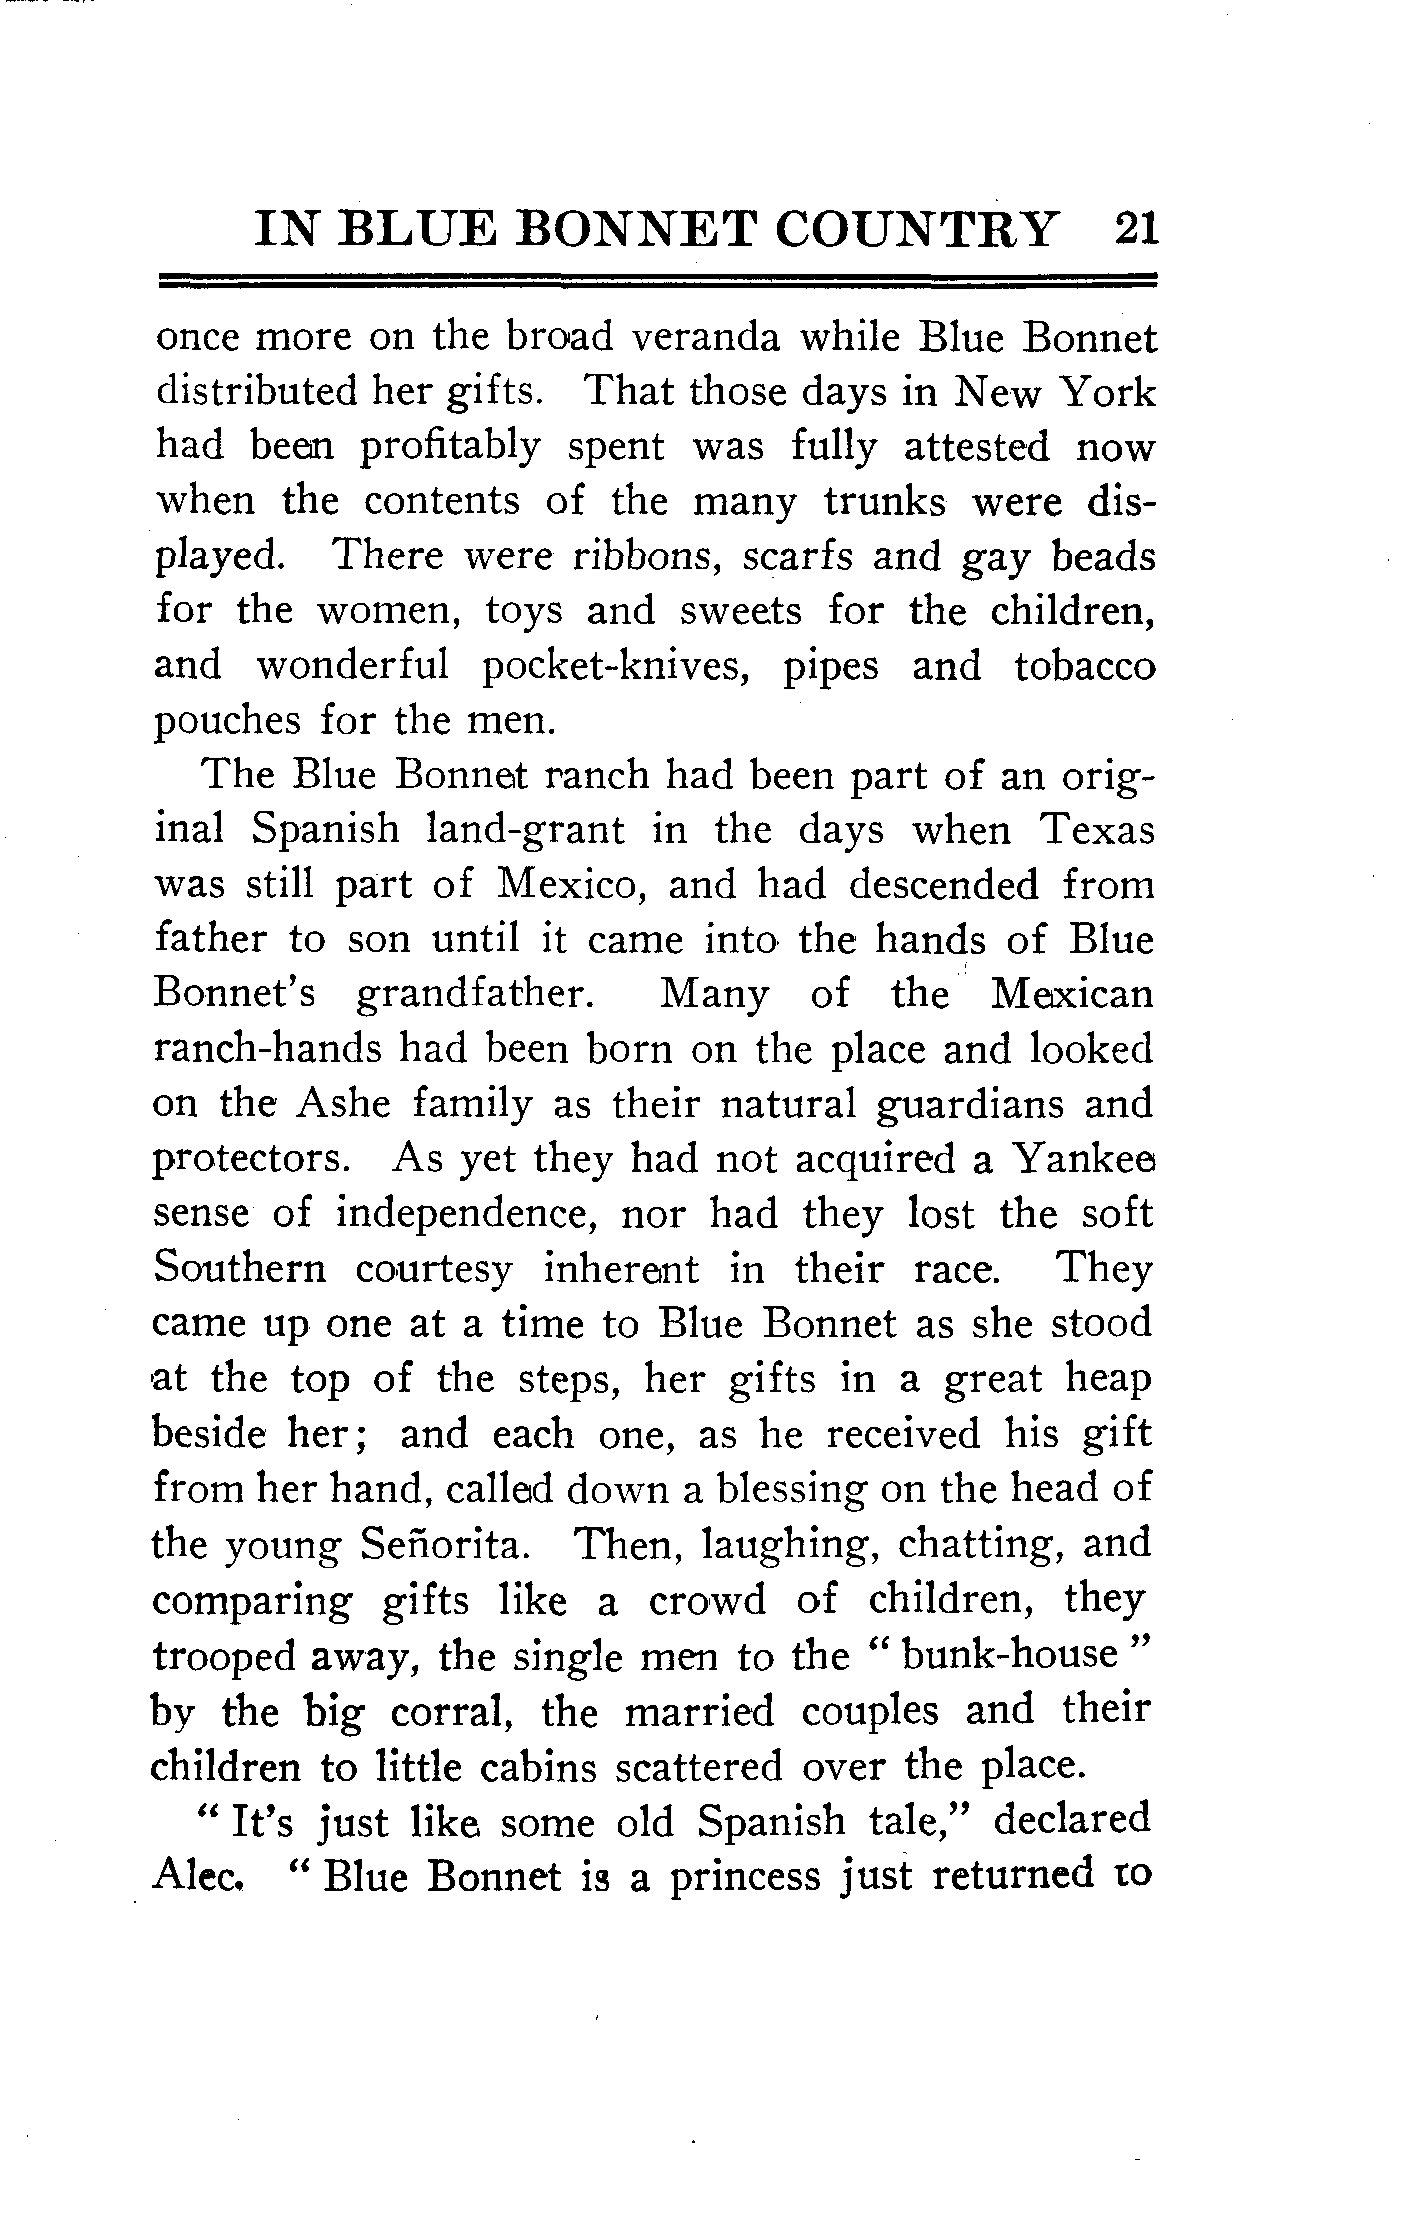 IN BLUE BONNET COUNTRY 21
once more on the broad veranda while Blue Bonnet
distributed her gifts. That those days in New York
had been profitably spent was fully attested now
when the contents of the many trunks were dis-
played. There were ribbons, scarfs and gay beads
for the women, toys and sweets for the children,
and wonderful pocket-knives, pipes and tobacco
pouches for the men.
The Blue Bonnet ranch had been part of an orig-
inal Spanish land-grant in the days when Texas
was still part of Mexico, and had descended from
father to son until it came into the hands of Blue
Bonnet's grandfather. Many of the Mexican
ranch-hands had been born on the place and looked
on the Ashe family as their natural guardians and
protectors. As yet they had not acquired a Yankee
sense of independence, nor had they lost the soft
Southern courtesy inherent in their race. They
came up one at a time to Blue Bonnet as she stood
at the top of the steps, her gifts in a great heap
beside her; and each one, as he received his gift
from her hand, called down a blessing on the head of
the young Señorita. Then, laughing, chatting, and
comparing gifts like a crowd of children, they
trooped away, the single men to the “ bunk-house ”
by the big corral, the married couples and their
children to little cabins scattered over the place.
“ It's just like some old Spanish tale,” declared
Alec. “ Blue Bonnet is a princess just returned to